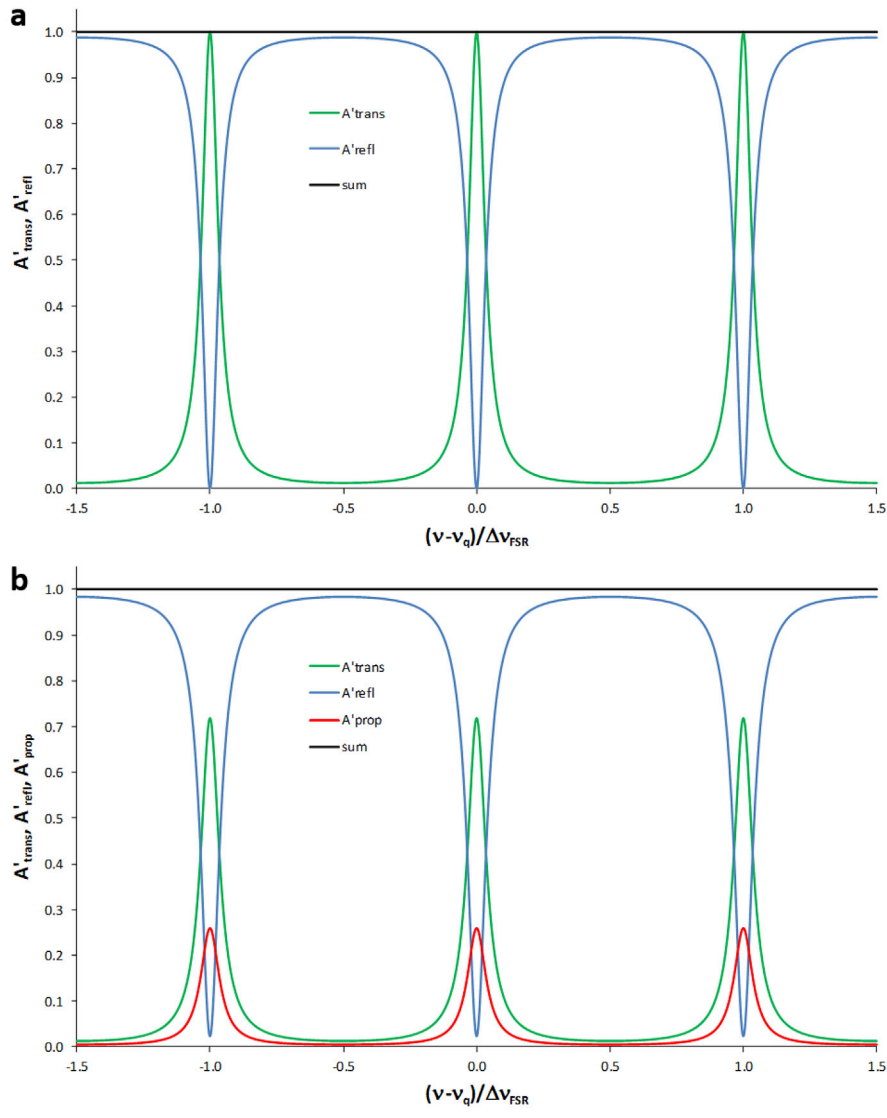 a
1.0
0.9
0.8
0.7
0.6
0.5
0.4
0.3
0.2
0.1
0.0
A'trans, A'refl
A'trans
A'refl
sum
-1.5 -1.0 -0.5 0.0 0.5 1.0 1.5
(ν-νq)/ΔνFSR
b
1.0
0.9
0.8
0.7
0.6
0.5
0.4
0.3
0.2
0.1
0.0
A'trans, A'refl, A'prop
A'trans
A'refl
A'prop
sum
-1.5 -1.0 -0.5 0.0 0.5 1.0 1.5
(ν-νq)/ΔνFSR